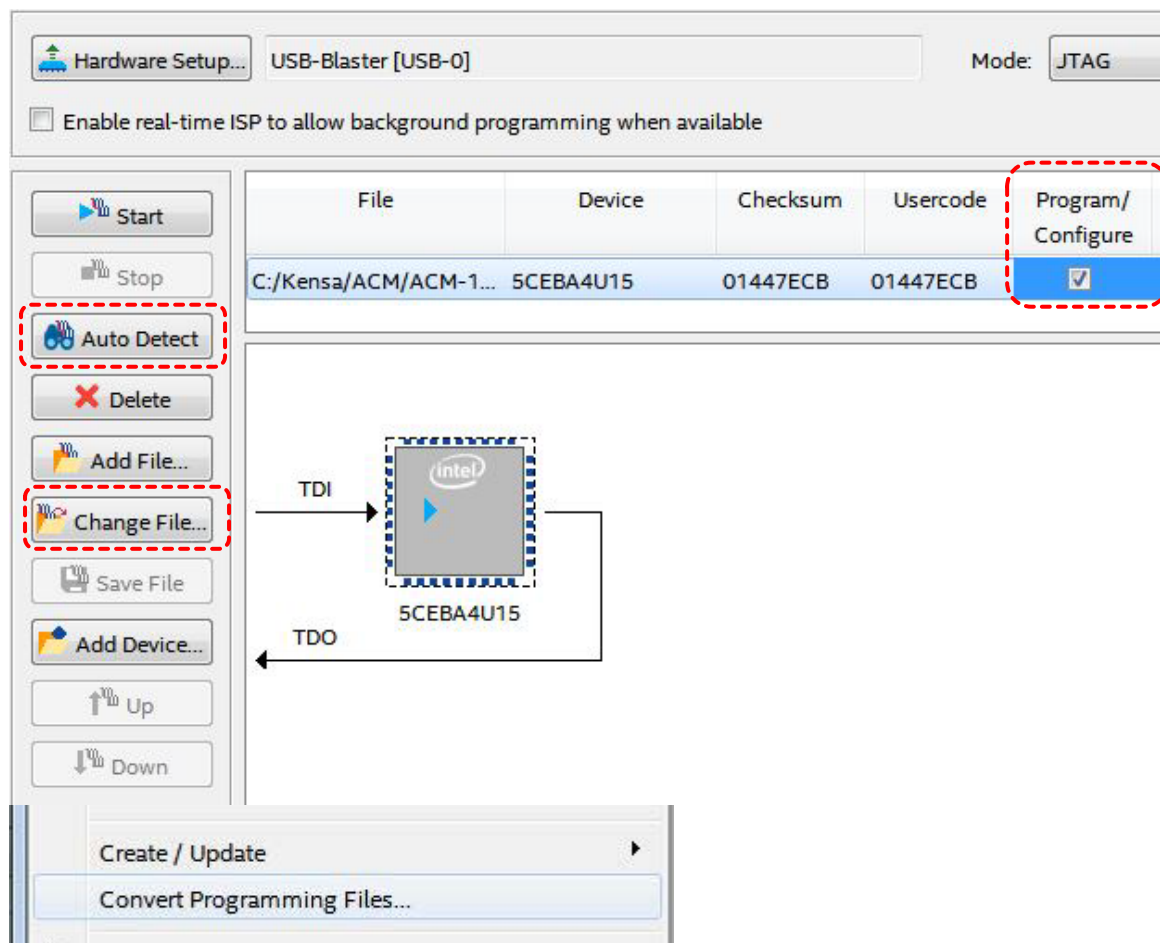 Hardware Setup... USB-Blaster [USB-0] Mode: JTAG
Enable real-time ISP to allow background programming when available
Start
Stop
Auto Detect
Delete
Add File...
Change File...
Save File
Add Device...
Up
Down
File Device Checksum Usercode Program/
Configure
C:/Kensa/ACM/ACM-1... 5CEBA4U15 01447ECB 01447ECB
TDI
intel
5CEBA4U15
TDO
Create / Update
Convert Programming Files...